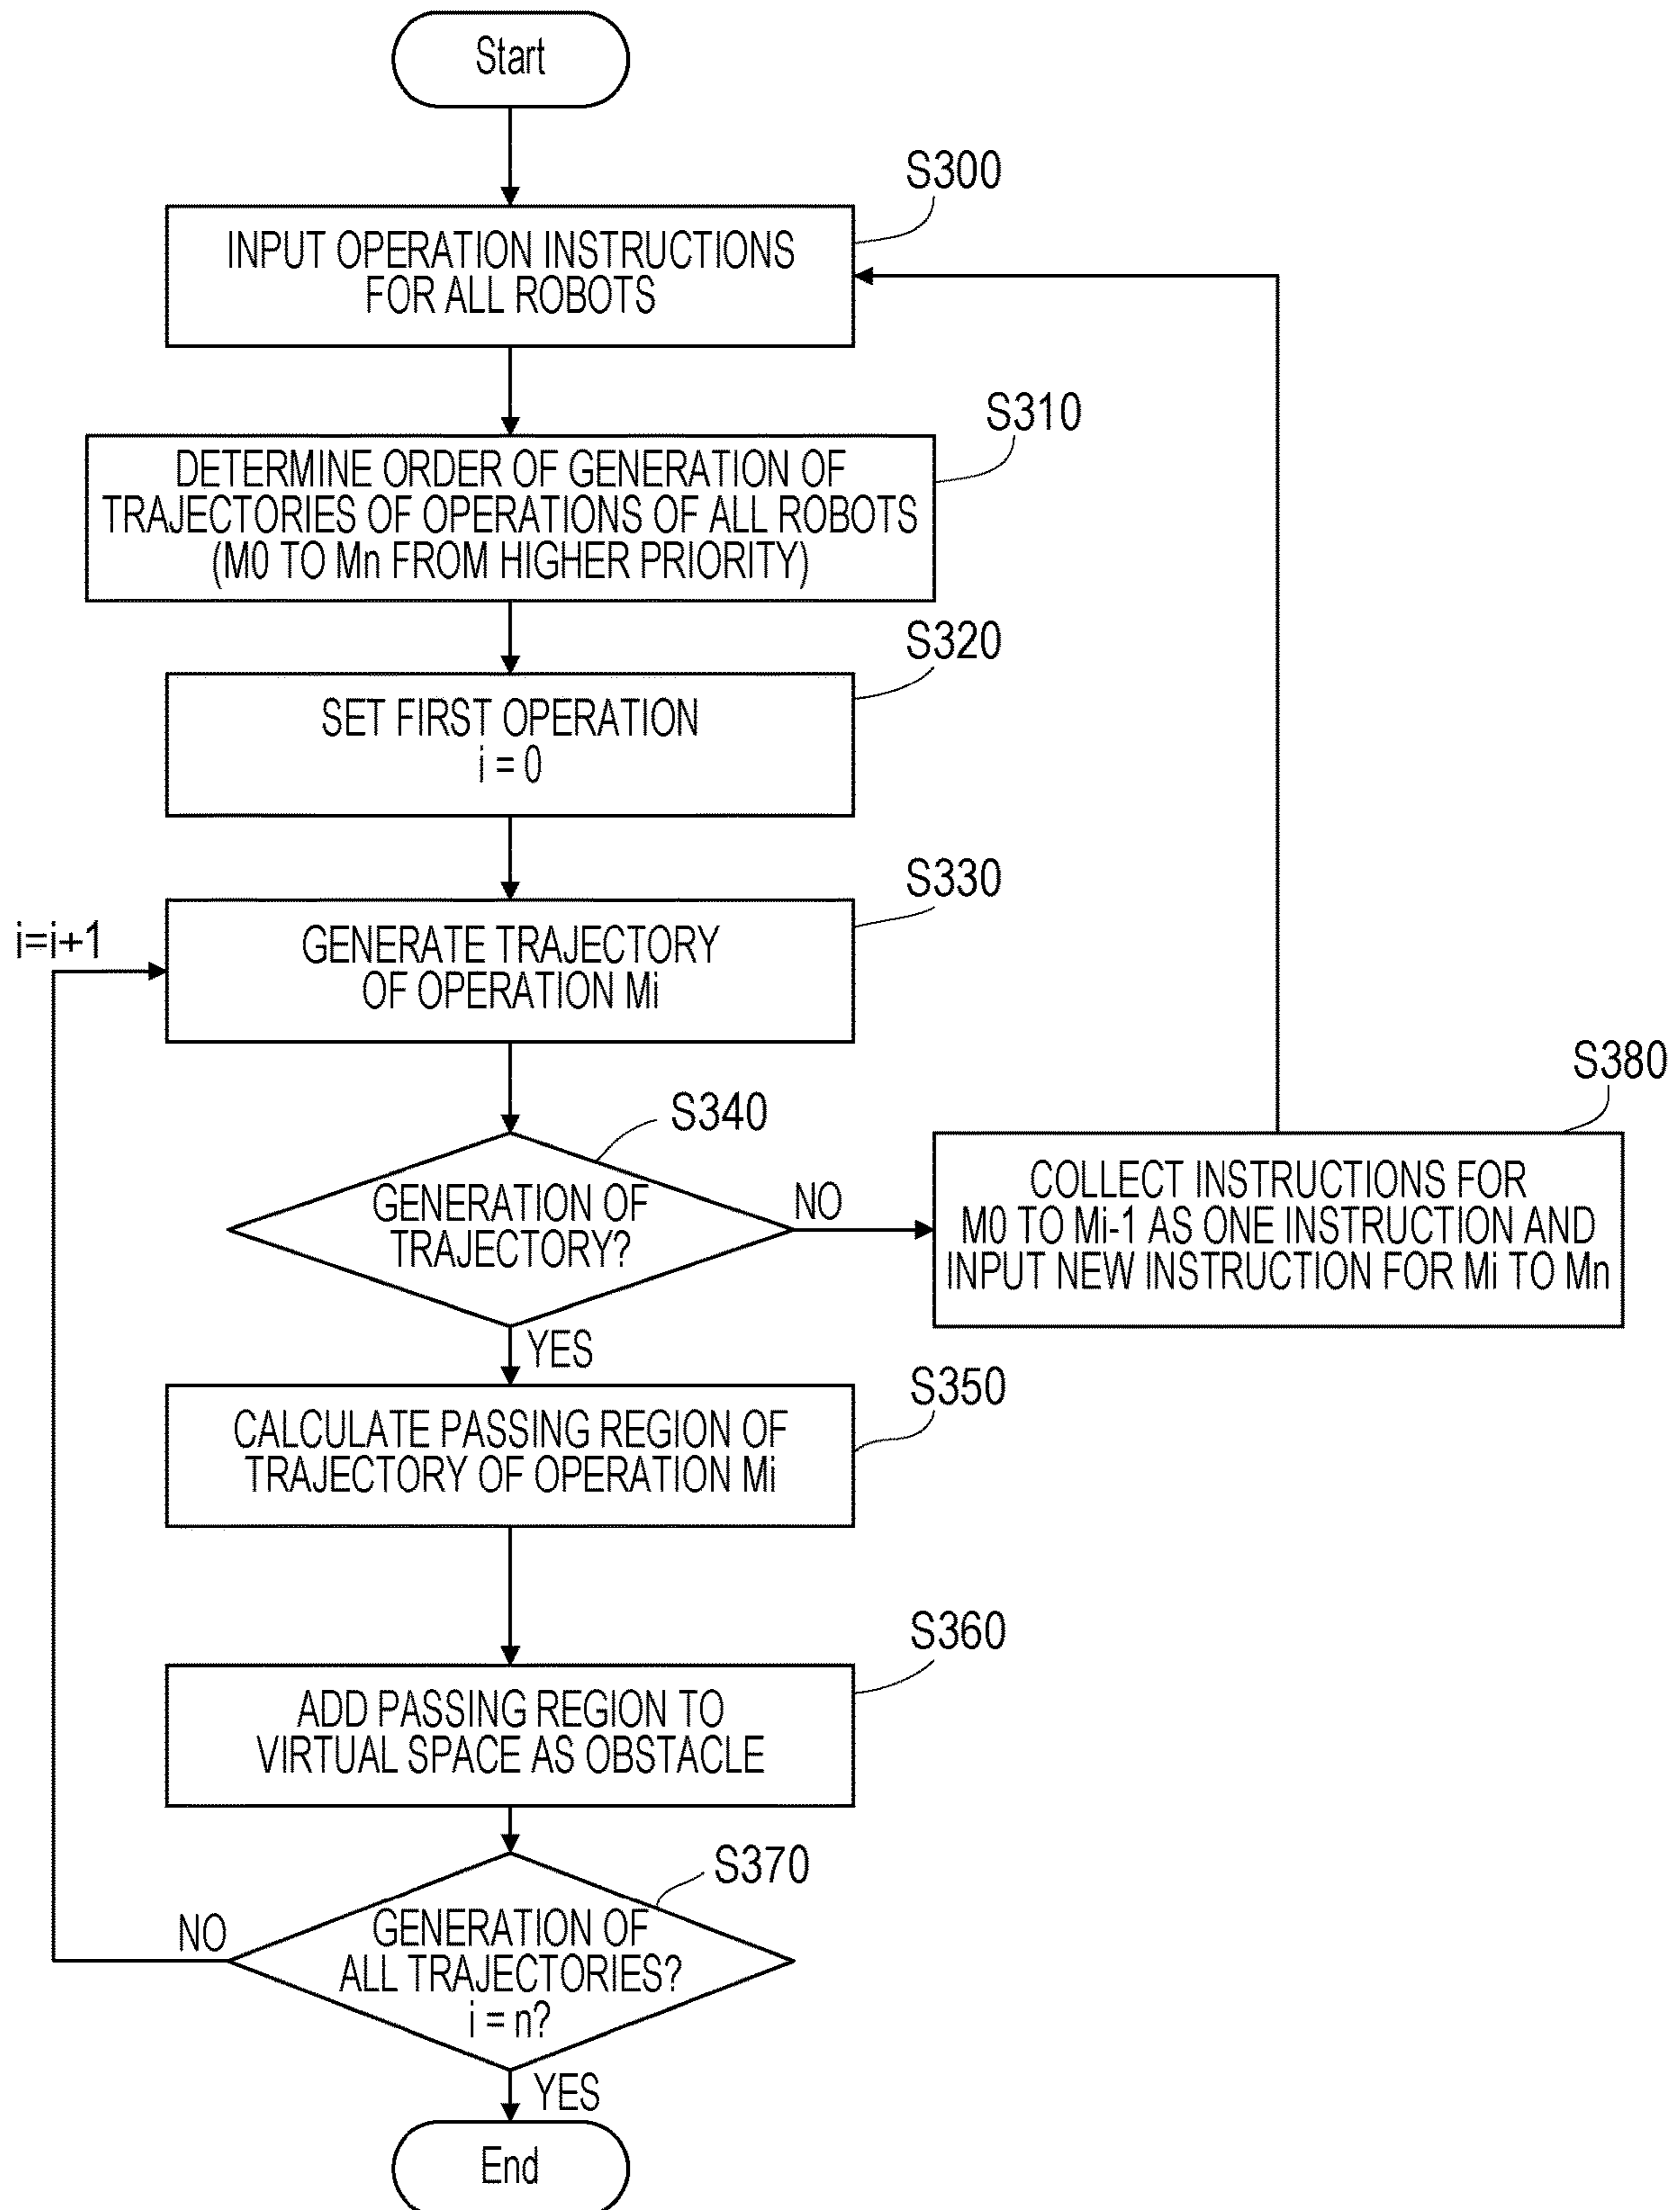 Start
S300
INPUT OPERATION INSTRUCTIONS
FOR ALL ROBOTS
S310
DETERMINE ORDER OF GENERATION OF
TRAJECTORIES OF OPERATIONS OF ALL ROBOTS
(M0 TO Mn FROM HIGHER PRIORITY)
S320
SET FIRST OPERATION
i = 0
S330
i=i+1
GENERATE TRAJECTORY
OF OPERATION Mi
S340
GENERATION OF
TRAJECTORY?
NO
S380
COLLECT INSTRUCTIONS FOR
M0 TO Mi-1 AS ONE INSTRUCTION AND
INPUT NEW INSTRUCTION FOR Mi TO Mn
YES
S350
CALCULATE PASSING REGION OF
TRAJECTORY OF OPERATION Mi
S360
ADD PASSING REGION TO
VIRTUAL SPACE AS OBSTACLE
S370
NO
GENERATION OF
ALL TRAJECTORIES?
i = n?
YES
End